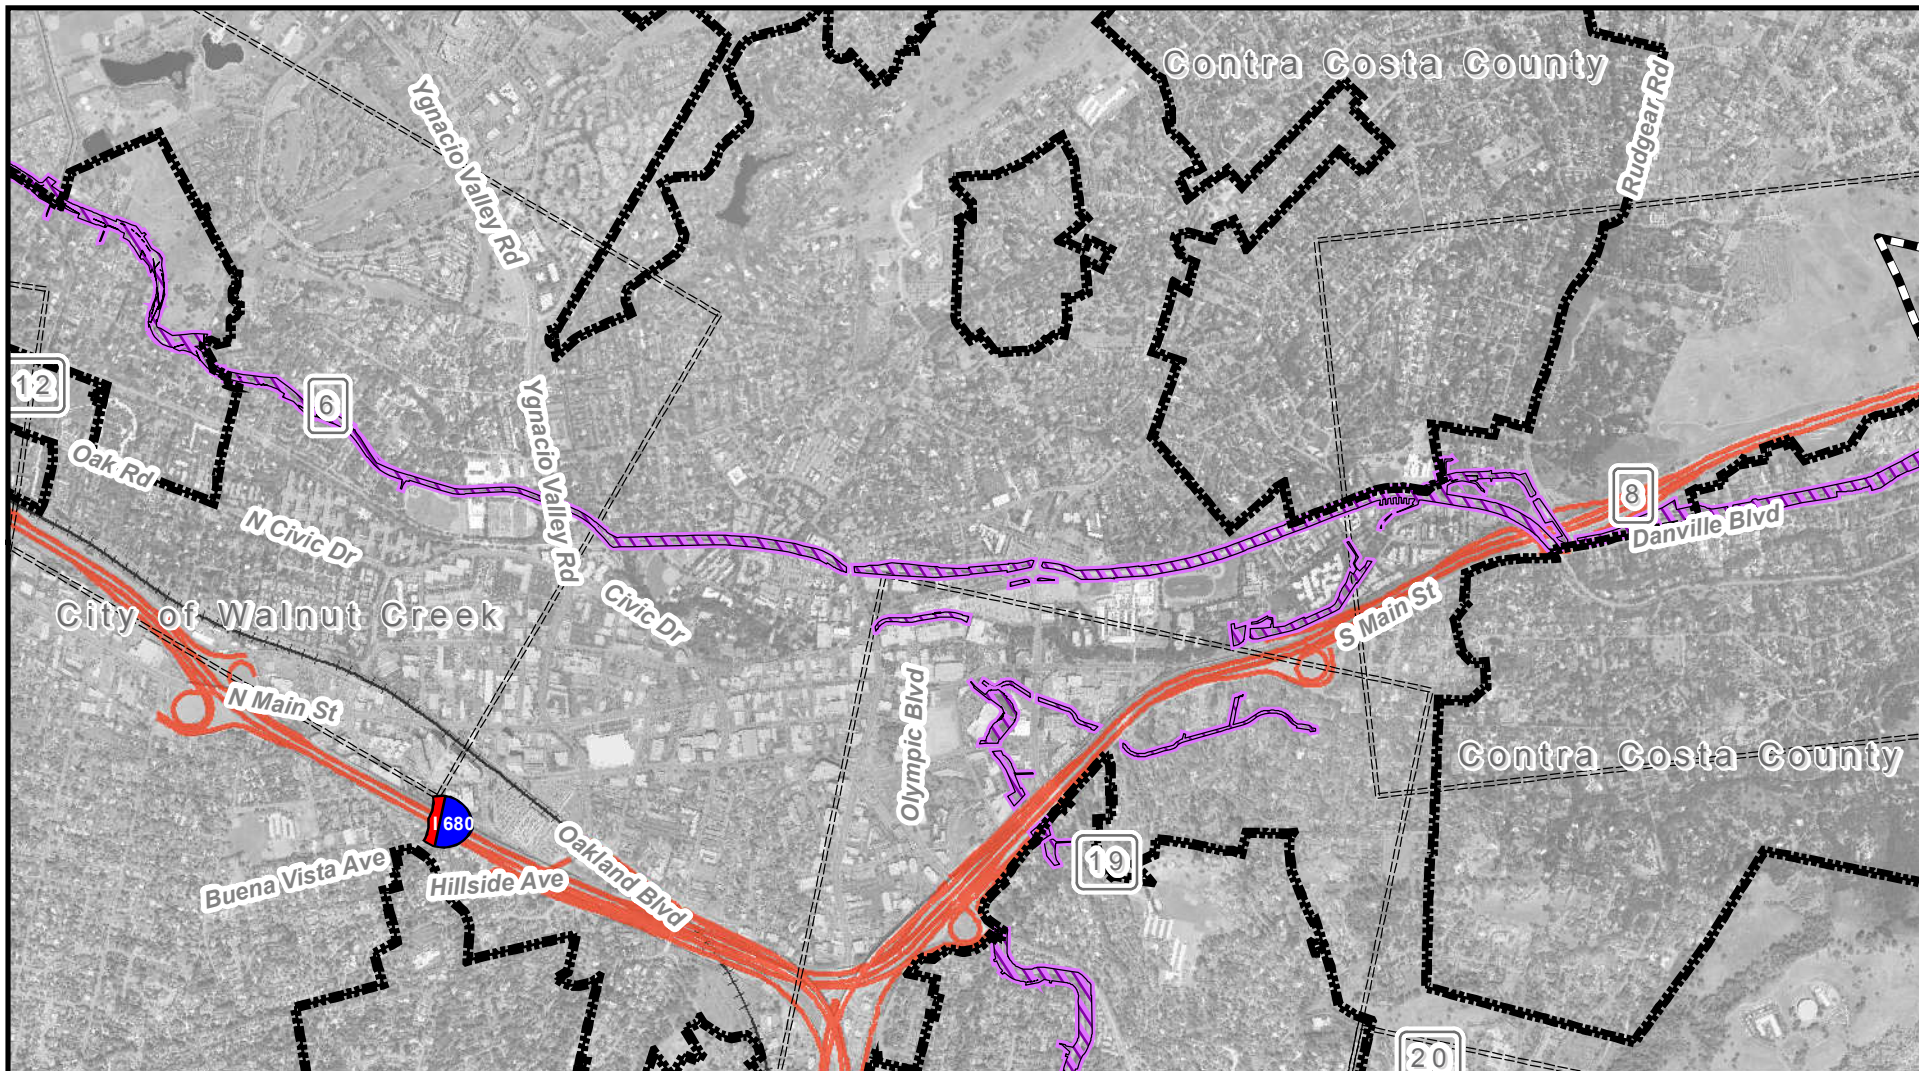 Contra Costa County
Rudgear Rd
Ygnacio Valley Rd
12
6
Ygnacio Valley Rd
Oak Rd
8
Danville Blvd
N Civic Dr
City of Walnut Creek
Civic Dr
S Main St
N Main St
Olympic Blvd
Contra Costa County
I 680
Oakland Blvd
19
Buena Vista Ave
Hillside Ave
20